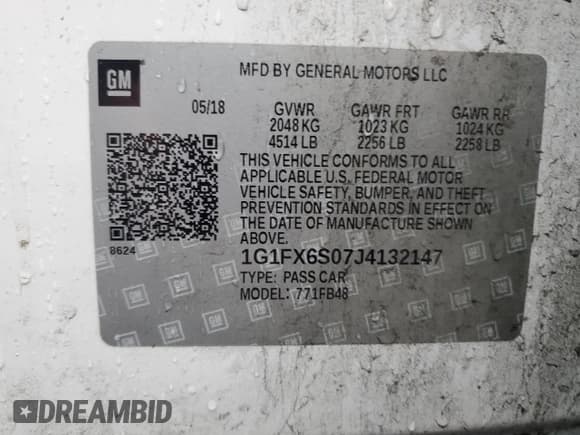 GM
MFD BY GENERAL MOTORS LLC
05/18
GVWR GAWR FRT GAWR RR
2048 KG 1023 KG 1024 KG
4514 LB 2256 LB 2258 LB
THIS VEHICLE CONFORMS TO ALL
APPLICABLE U.S. FEDERAL MOTOR
VEHICLE SAFETY, BUMPER, AND THEFT
PREVENTION STANDARDS IN EFFECT ON
THE DATE OF MANUFACTURE SHOWN
ABOVE.
8624
1G1FX6S07J4132147
TYPE: PASS CAR
MODEL: 771FB48
DREAMBID